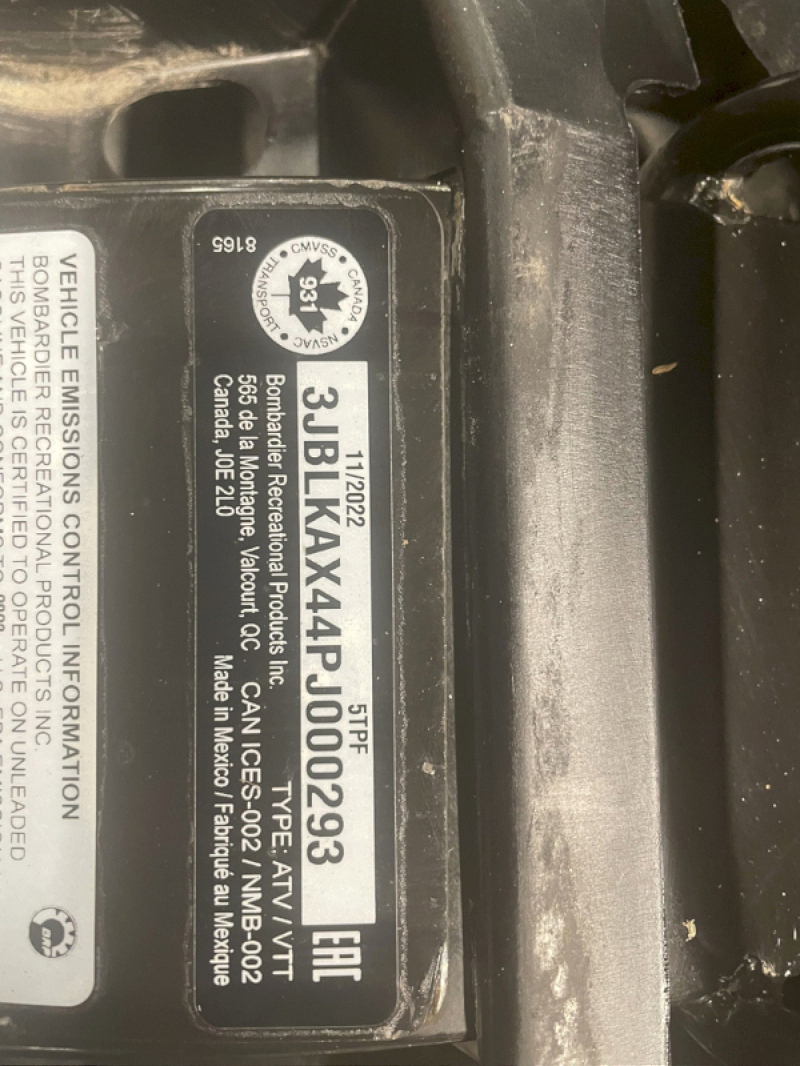 8165
CMVSS • CANADA • NSVAC • TRANSPORT •
931
11/2022 5TPF
3JBLKAX44PJ000293
EAC
Bombardier Recreational Products Inc. TYPE: ATV / VTT
565 de la Montagne, Valcourt, QC CAN ICES-002 / NMB-002
Canada, J0E 2L0 Made in Mexico / Fabriqué au Mexique
VEHICLE EMISSIONS CONTROL INFORMATION
BOMBARDIER RECREATIONAL PRODUCTS INC.
THIS VEHICLE IS CERTIFIED TO OPERATE ON UNLEADED
BRP